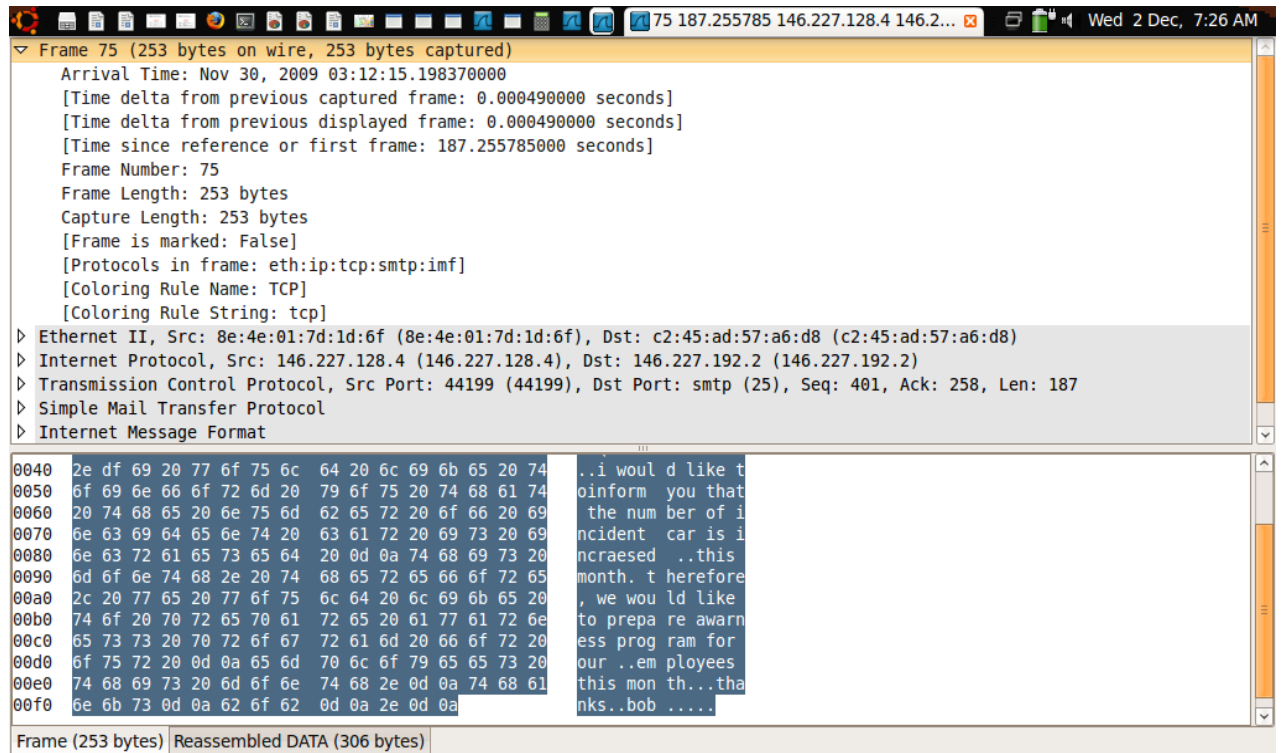 75 187.255785 146.227.128.4 146.2... Wed 2 Dec, 7:26 AM
Frame 75 (253 bytes on wire, 253 bytes captured)
Arrival Time: Nov 30, 2009 03:12:15.198370000
[Time delta from previous captured frame: 0.000490000 seconds]
[Time delta from previous displayed frame: 0.000490000 seconds]
[Time since reference or first frame: 187.255785000 seconds]
Frame Number: 75
Frame Length: 253 bytes
Capture Length: 253 bytes
[Frame is marked: False]
[Protocols in frame: eth:ip:tcp:smtp:imf]
[Coloring Rule Name: TCP]
[Coloring Rule String: tcp]
Ethernet II, Src: 8e:4e:01:7d:1d:6f (8e:4e:01:7d:1d:6f), Dst: c2:45:ad:57:a6:d8 (c2:45:ad:57:a6:d8)
Internet Protocol, Src: 146.227.128.4 (146.227.128.4), Dst: 146.227.192.2 (146.227.192.2)
Transmission Control Protocol, Src Port: 44199 (44199), Dst Port: smtp (25), Seq: 401, Ack: 258, Len: 187
Simple Mail Transfer Protocol
Internet Message Format
0040 2e df 69 20 77 6f 75 6c 64 20 6c 69 6b 65 20 74 ..i woul d like t
0050 6f 69 6e 66 6f 72 6d 20 79 6f 75 20 74 68 61 74 oinform you that
0060 20 74 68 65 20 6e 75 6d 62 65 72 20 6f 66 20 69 the num ber of i
0070 6e 63 69 64 65 6e 74 20 63 61 72 20 69 73 20 69 ncident car is i
0080 6e 63 72 61 65 73 65 64 20 0d 0a 74 68 69 73 20 ncraesed ..this
0090 6d 6f 6e 74 68 2e 20 74 68 65 72 65 66 6f 72 65 month. t herefore
00a0 2c 20 77 65 20 77 6f 75 6c 64 20 6c 69 6b 65 20 , we wou ld like
00b0 74 6f 20 70 72 65 70 61 72 65 20 61 77 61 72 6e to prepa re awarn
00c0 65 73 73 20 70 72 6f 67 72 61 6d 20 66 6f 72 20 ess prog ram for
00d0 6f 75 72 20 0d 0a 65 6d 70 6c 6f 79 65 65 73 20 our ..em ployees
00e0 74 68 69 73 20 6d 6f 6e 74 68 2e 0d 0a 74 68 61 this mon th...tha
00f0 6e 6b 73 0d 0a 62 6f 62 0d 0a 2e 0d 0a nks..bob .....
Frame (253 bytes) Reassembled DATA (306 bytes)